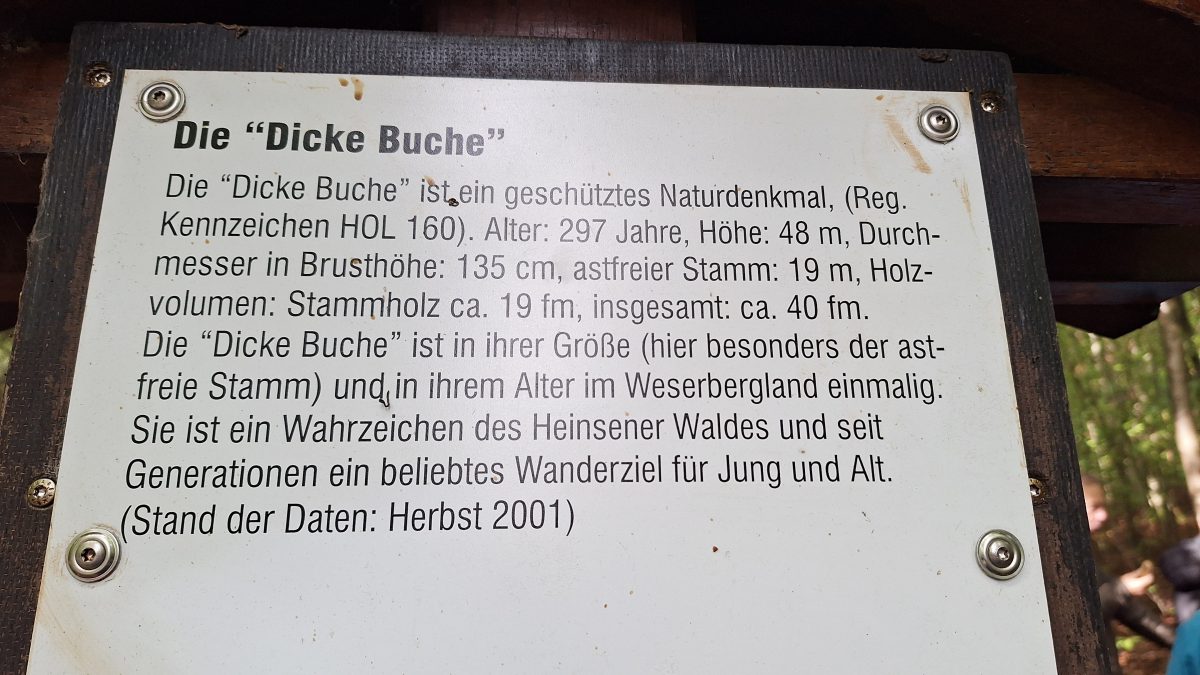 Die “Dicke Buche”
Die “Dicke Buche” ist ein geschütztes Naturdenkmal, (Reg.
Kennzeichen HOL 160). Alter: 297 Jahre, Höhe: 48 m, Durch-
messer in Brusthöhe: 135 cm, astfreier Stamm: 19 m, Holz-
volumen: Stammholz ca. 19 fm, insgesamt: ca. 40 fm.
Die “Dicke Buche” ist in ihrer Größe (hier besonders der ast-
freie Stamm) und in ihrem Alter im Weserbergland einmalig.
Sie ist ein Wahrzeichen des Heinsener Waldes und seit
Generationen ein beliebtes Wanderziel für Jung und Alt.
(Stand der Daten: Herbst 2001)